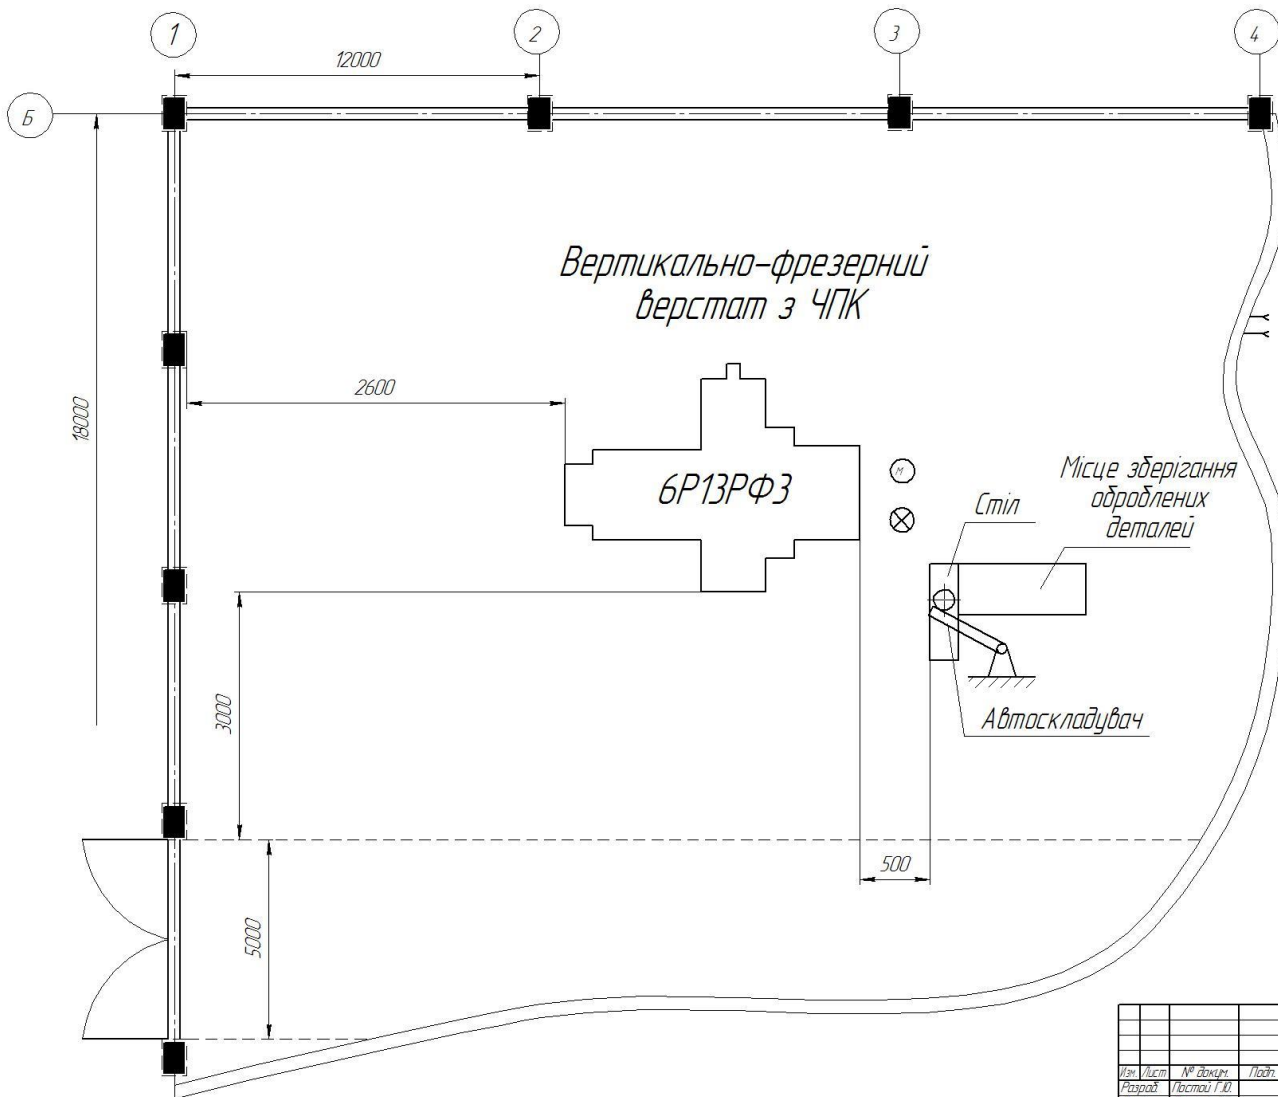 1
2
3
4
12000
Б
Вертикально-фрезерний
верстат з ЧПК
2600
18000
6Р13РФ3
М
Місце зберігання
оброблених
деталей
Стіл
3000
Автоскладувач
500
5000
Изм. Лист № докум. Подп.
Разраб. Постой Г.Ю.